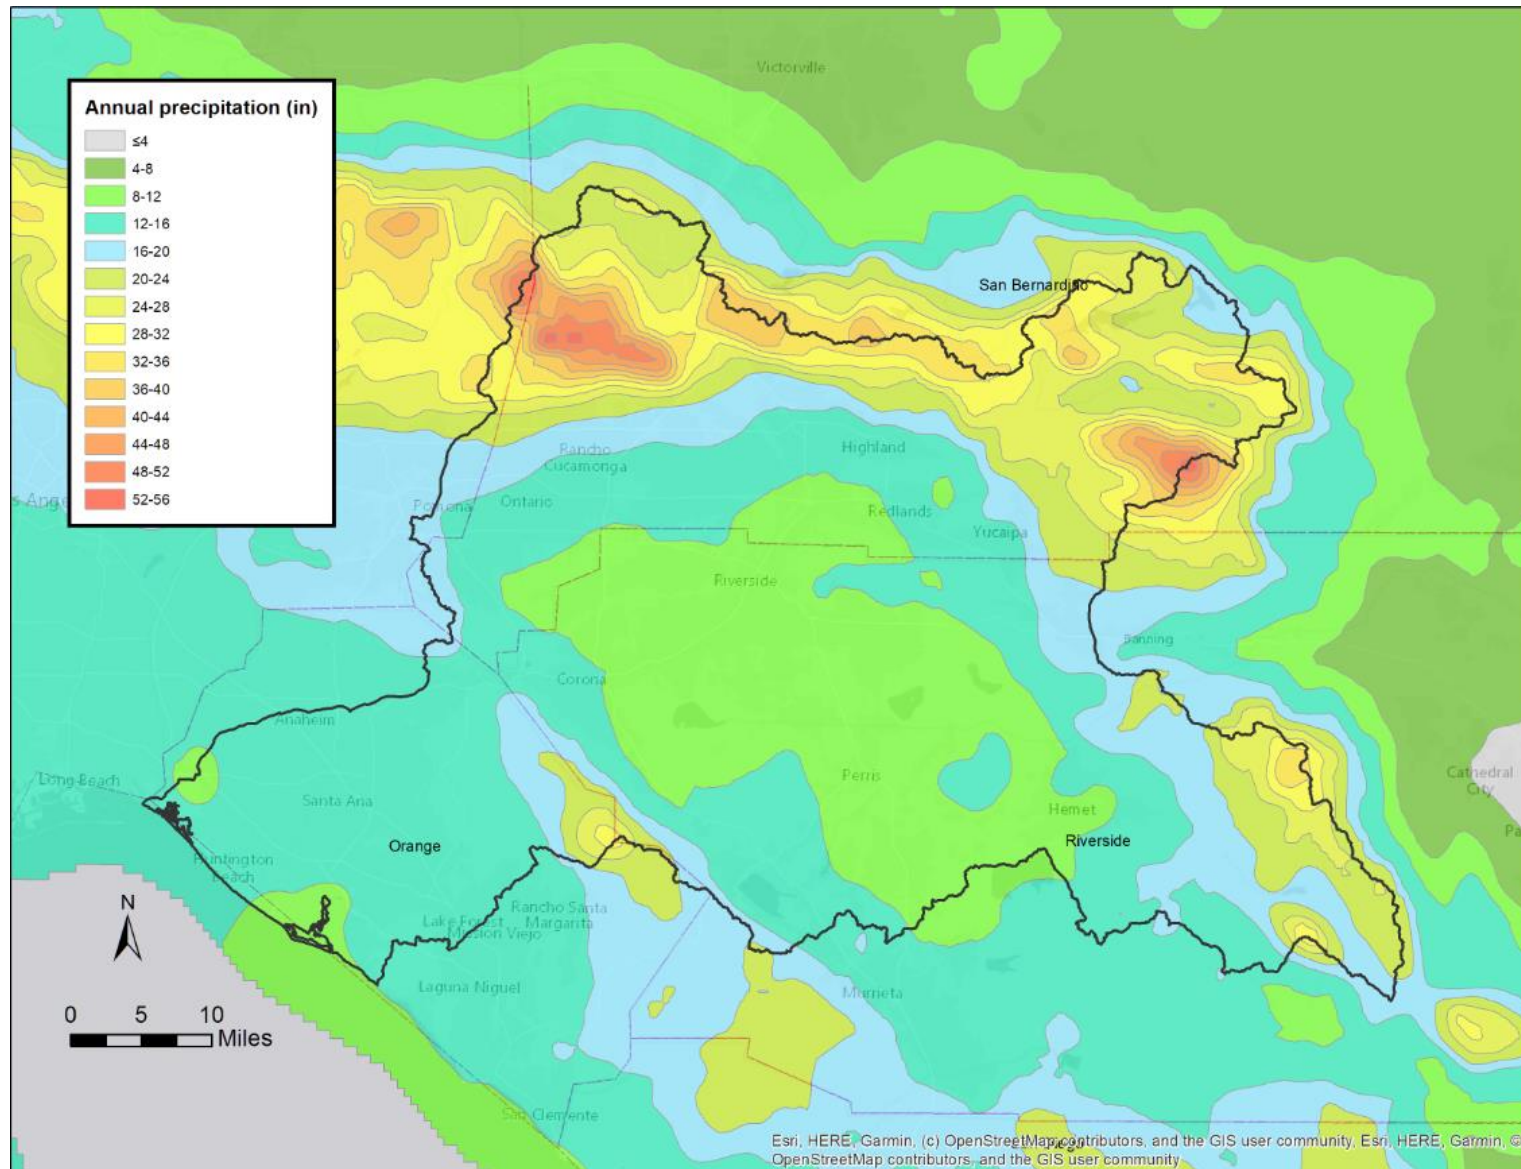 Victorville
Annual precipitation (in)
≤4
4-8
8-12
12-16
16-20
20-24
24-28
28-32
32-36
36-40
40-44
44-48
48-52
52-56
San Bernardino
Rancho
Cucamonga
Highland
s Ange
Pomona
Ontario
Redlands
Yucaipa
Riverside
Banning
Corona
Anaheim
Long Beach
Perris
Cathedral
City
Santa Ana
Hemet
Pa
Orange
Riverside
Huntington
Beach
N
Rancho Santa
Margarita
Lake Forest
Mission Viejo
Laguna Niguel
Murrieta
0 5 10
Miles
San Clemente
Esri, HERE, Garmin, (c) OpenStreetMap contributors, and the GIS user community, Esri, HERE, Garmin, ©
OpenStreetMap contributors, and the GIS user community